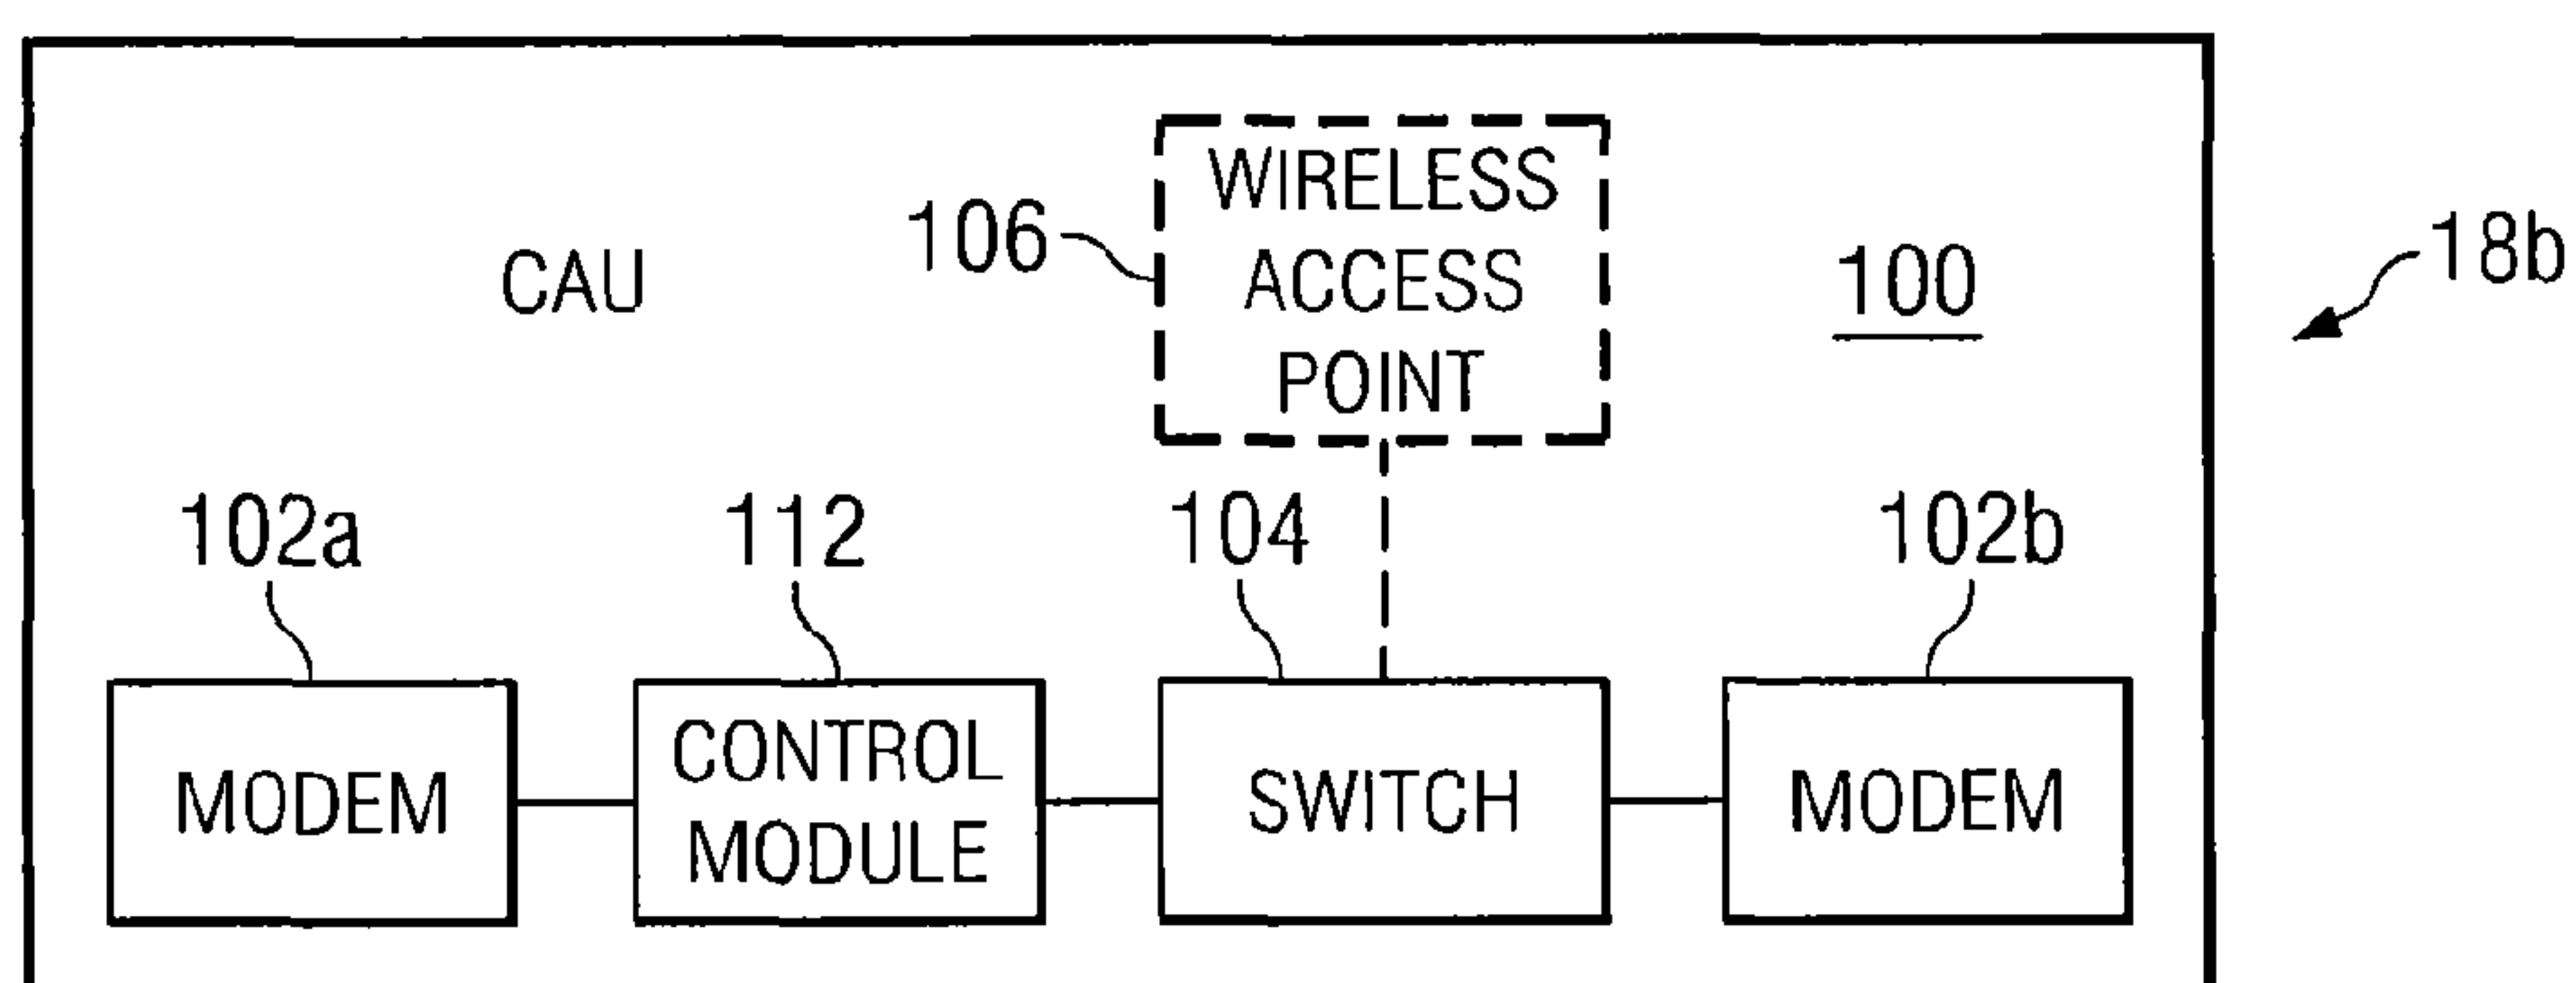 WIRELESS
106
CAU
ACCESS
100
18b
POINT
102a
112
104
102b
MODEM
CONTROL
MODULE
SWITCH
MODEM